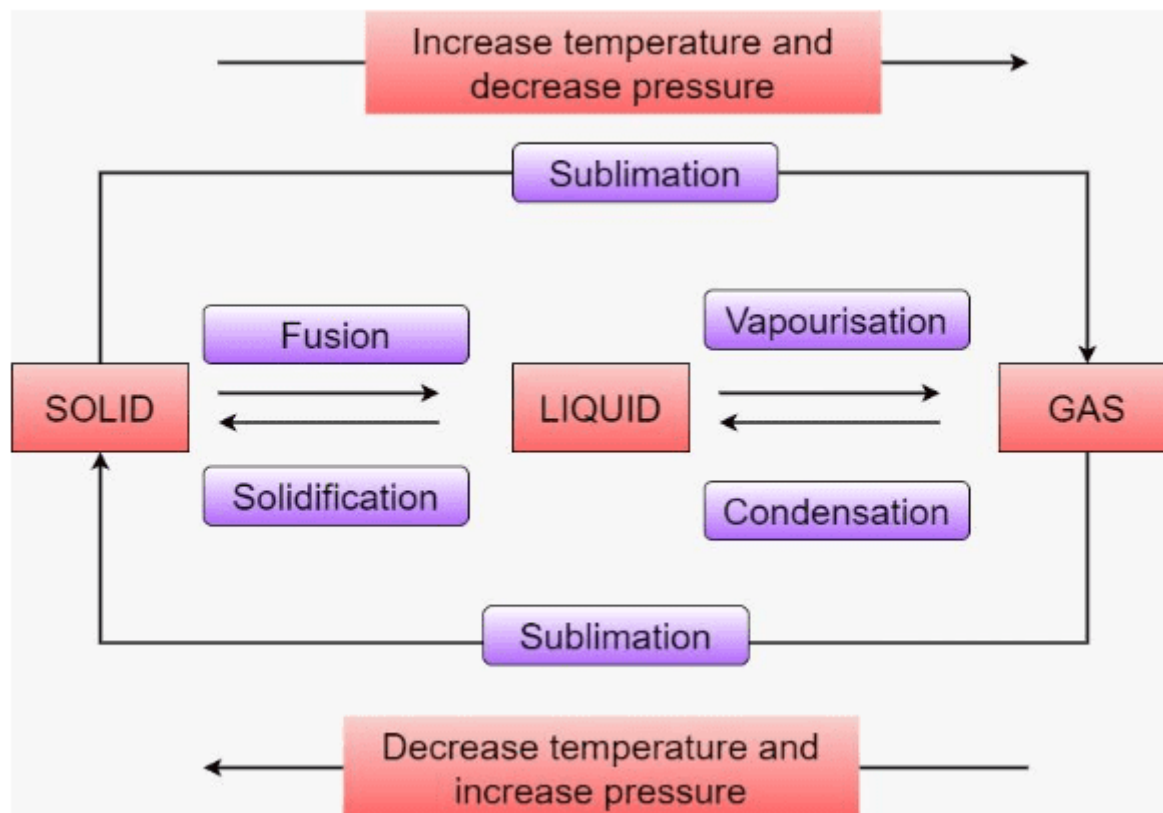 Increase temperature and
decrease pressure
Sublimation
Fusion
Vapourisation
SOLID
LIQUID
GAS
Solidification
Condensation
Sublimation
Decrease temperature and
increase pressure